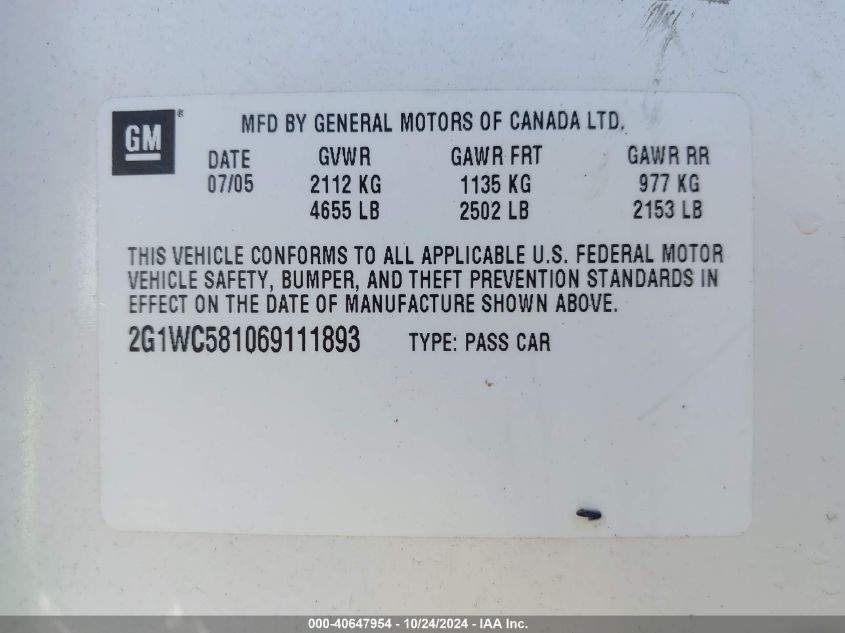 GM®
MFD BY GENERAL MOTORS OF CANADA LTD.
DATE GVWR GAWR FRT GAWR RR
07/05 2112 KG 1135 KG 977 KG
4655 LB 2502 LB 2153 LB
THIS VEHICLE CONFORMS TO ALL APPLICABLE U.S. FEDERAL MOTOR
VEHICLE SAFETY, BUMPER, AND THEFT PREVENTION STANDARDS IN
EFFECT ON THE DATE OF MANUFACTURE SHOWN ABOVE.
2G1WC581069111893 TYPE: PASS CAR
000-40647954 - 10/24/2024 - IAA Inc.